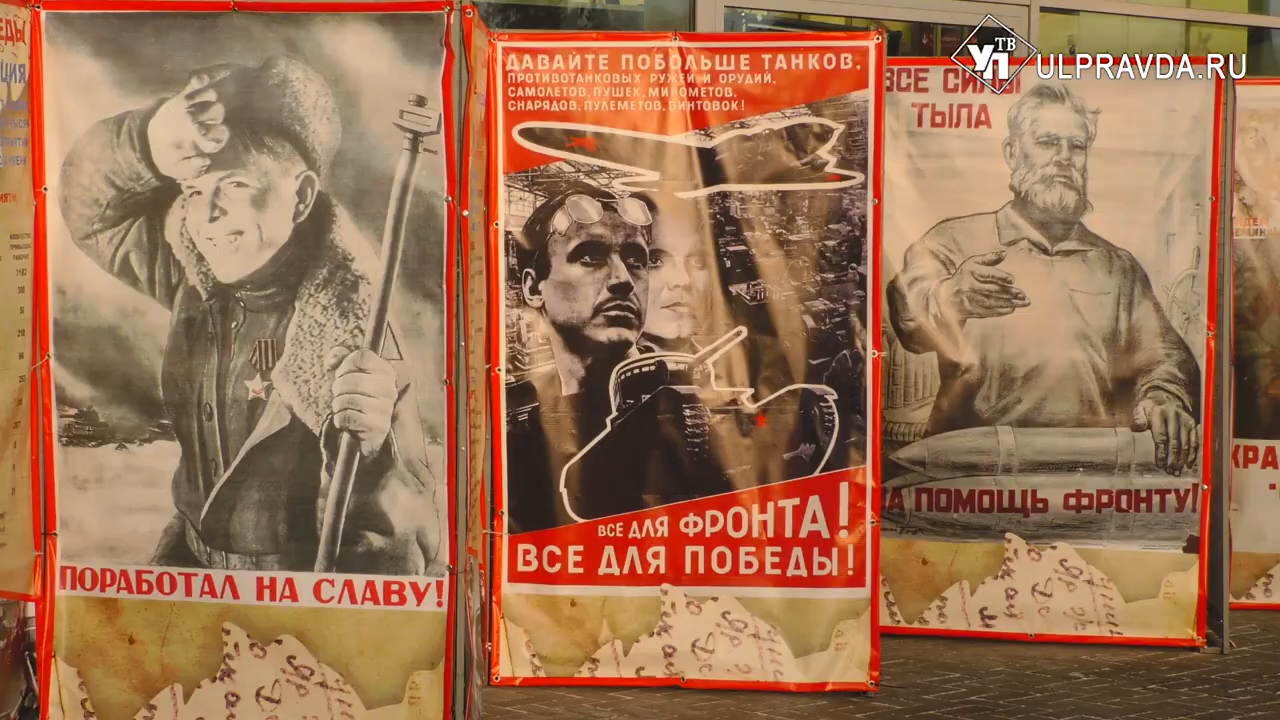 УП
ТВ
ULPRAVDA.RU
ПОРАБОТАЛ НА СЛАВУ!
ДАВАЙТЕ ПОБОЛЬШЕ ТАНКОВ,
ПРОТИВОТАНКОВЫХ РУЖЕЙ И ОРУДИЙ,
САМОЛЕТОВ, ПУШЕК, МИНОМЕТОВ,
СНАРЯДОВ, ПУЛЕМЕТОВ, ВИНТОВОК!
ВСЕ ДЛЯ ФРОНТА!
ВСЕ ДЛЯ ПОБЕДЫ!
ВСЕ СИЛЫ
ТЫЛА
НА ПОМОЩЬ ФРОНТУ!